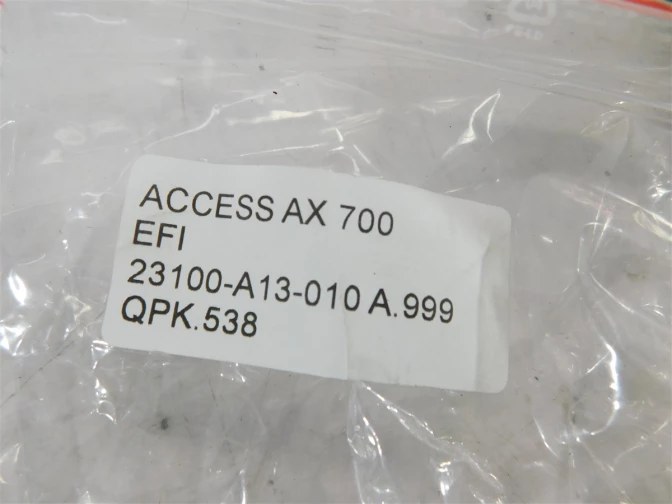 ACCESS AX 700
EFI
23100-A13-010 A.999
QPK.538